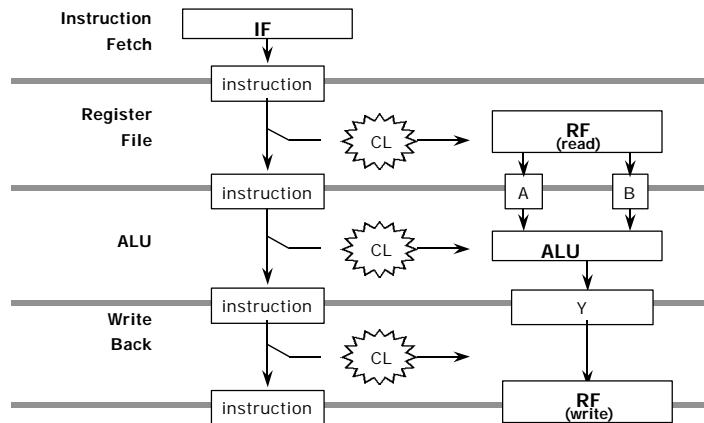 Instruction
Fetch
IF
instruction
Register
File
CL
RF
(read)
instruction
A
B
ALU
CL
ALU
instruction
Y
Write
Back
CL
instruction
RF
(write)